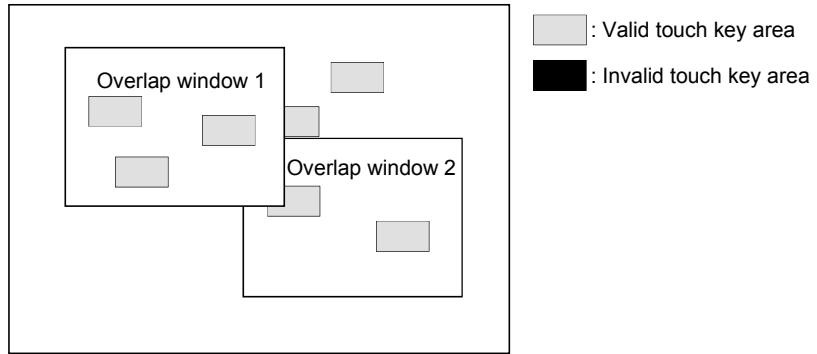 Overlap window 1
Overlap window 2
: Valid touch key area
: Invalid touch key area